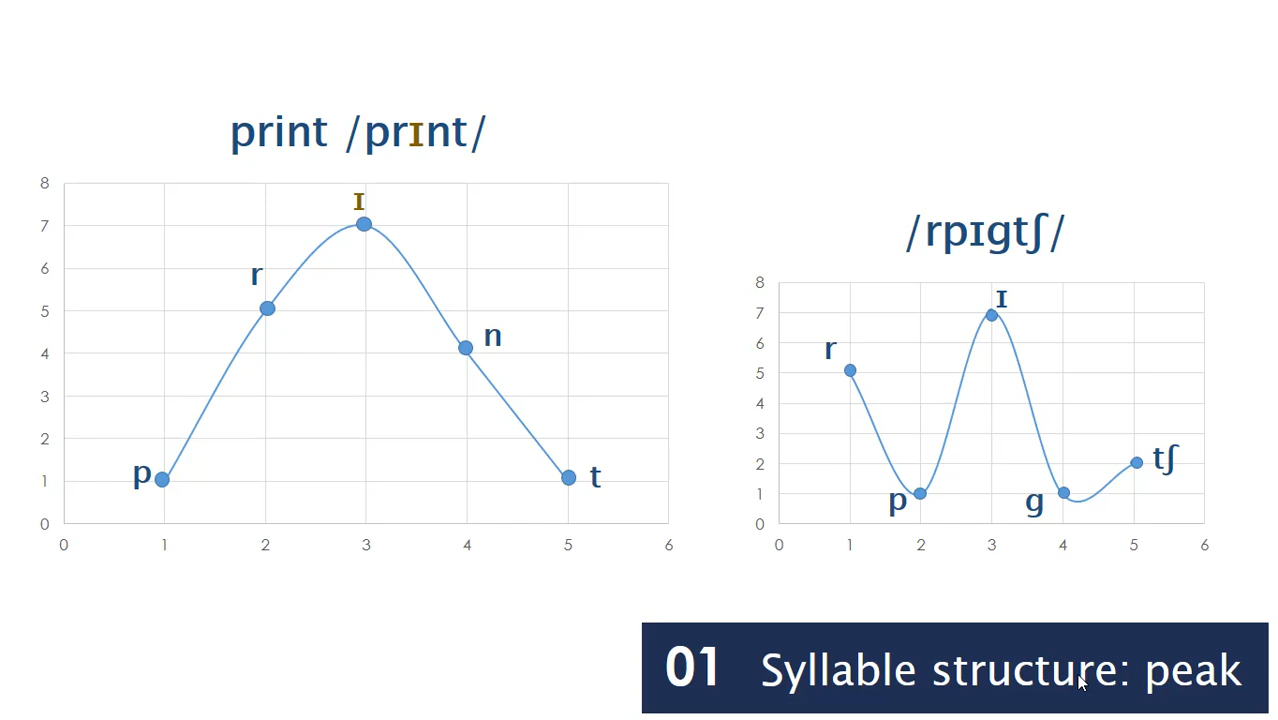 print /prɪnt/
8
7
6
5
4
3
2
1
0
0 1 2 3 4 5 6
p
r
ɪ
n
t
/rpɪgtʃ/
8
7
6
5
4
3
2
1
0
0 1 2 3 4 5 6
r
p
ɪ
g
tʃ
01 Syllable structure: peak